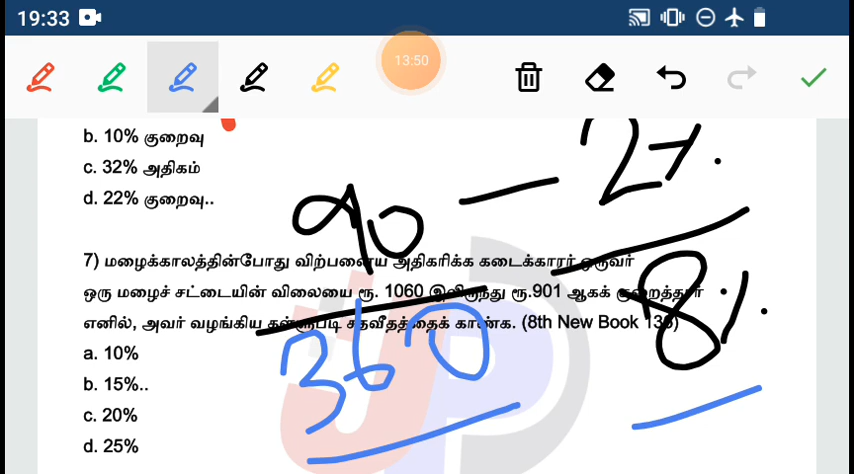 19:33
13:50
b. 10% குறைவு
c. 32% அதிகம்
d. 22% குறைவு..
90 — 27.
81.
7) மழைக்காலத்தின்போது விற்பனையை அதிகரிக்க கடைக்காரர் ஒருவர்
ஒரு மழைச் சட்டையின் விலையை ரூ. 1060 இலிருந்து ரூ.901 ஆகக் குறைத்தார்
எனில், அவர் வழங்கிய தள்ளுபடி சதவீதத்தைக் காண்க. (8th New Book 136)
360
a. 10%
b. 15%..
c. 20%
d. 25%